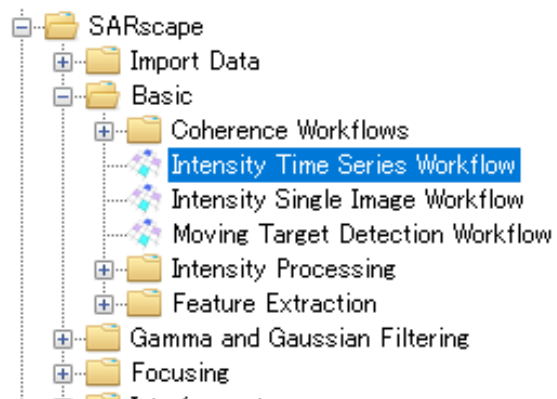 SARscape
Import Data
Basic
Coherence Workflows
Intensity Time Series Workflow
Intensity Single Image Workflow
Moving Target Detection Workflow
Intensity Processing
Feature Extraction
Gamma and Gaussian Filtering
Focusing